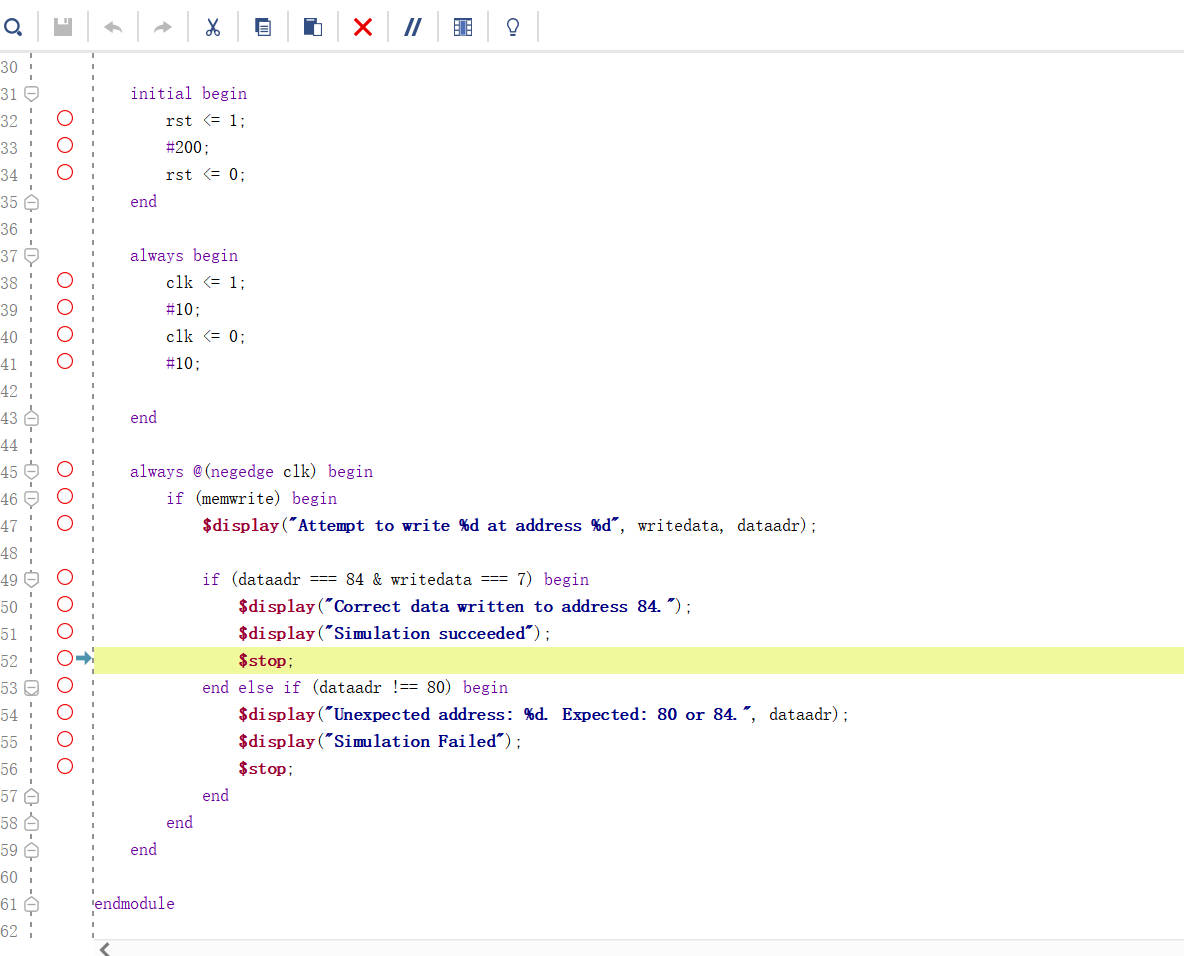 30
31 initial begin
32 rst <= 1;
33 #200;
34 rst <= 0;
35 end
36
37 always begin
38 clk <= 1;
39 #10;
40 clk <= 0;
41 #10;
42
43 end
44
45 always @(negedge clk) begin
46 if (memwrite) begin
47 $display("Attempt to write %d at address %d", writedata, dataadr);
48
49 if (dataadr === 84 & writedata === 7) begin
50 $display("Correct data written to address 84.");
51 $display("Simulation succeeded");
52 $stop;
53 end else if (dataadr !== 80) begin
54 $display("Unexpected address: %d. Expected: 80 or 84.", dataadr);
55 $display("Simulation Failed");
56 $stop;
57 end
58 end
59 end
60
61 endmodule
62